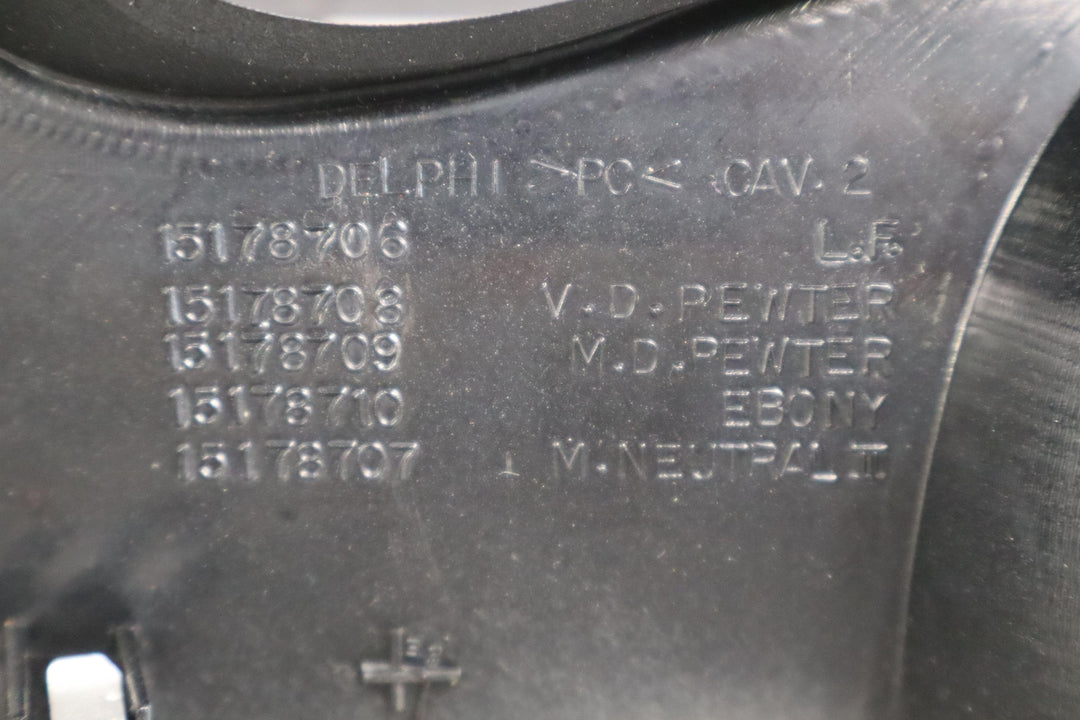 DELPHI >PC< CAV. 2
15178706 L.F.
15178708 V.D.PEWTER
15178709 M.D.PEWTER
15178710 EBONY
15178707 M.NEUTRAL II